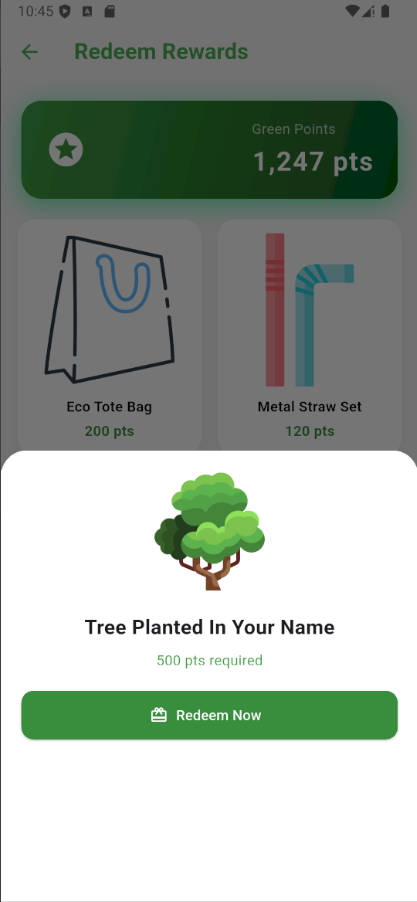 10:45
Redeem Rewards
Green Points
1,247 pts
Eco Tote Bag
200 pts
Metal Straw Set
120 pts
Tree Planted In Your Name
500 pts required
Redeem Now